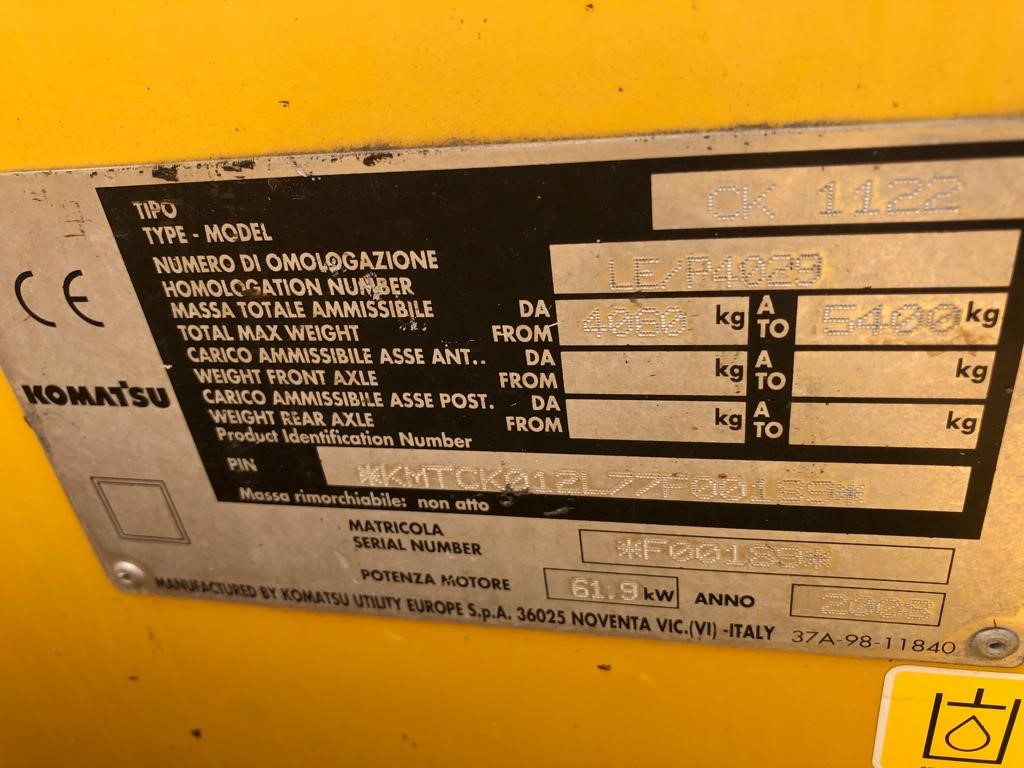 TIPO
TYPE - MODEL
CK 1122
NUMERO DI OMOLOGAZIONE
HOMOLOGATION NUMBER
LE/P4029
MASSA TOTALE AMMISSIBILE
TOTAL MAX WEIGHT
DA
FROM
4080 kg
A
TO
5400 kg
CARICO AMMISSIBILE ASSE ANT..
WEIGHT FRONT AXLE
DA
FROM
kg
A
TO
kg
CARICO AMMISSIBILE ASSE POST.
WEIGHT REAR AXLE
DA
FROM
kg
A
TO
kg
Product Identification Number
PIN
*KMTCK012L77F00189*
Massa rimorchiabile: non atto
CE
KOMATSU
MATRICOLA
SERIAL NUMBER
*F00189*
POTENZA MOTORE
61.9 kW
ANNO
2008
MANUFACTURED BY KOMATSU UTILITY EUROPE S.p.A. 36025 NOVENTA VIC.(VI) -ITALY
37A-98-11840